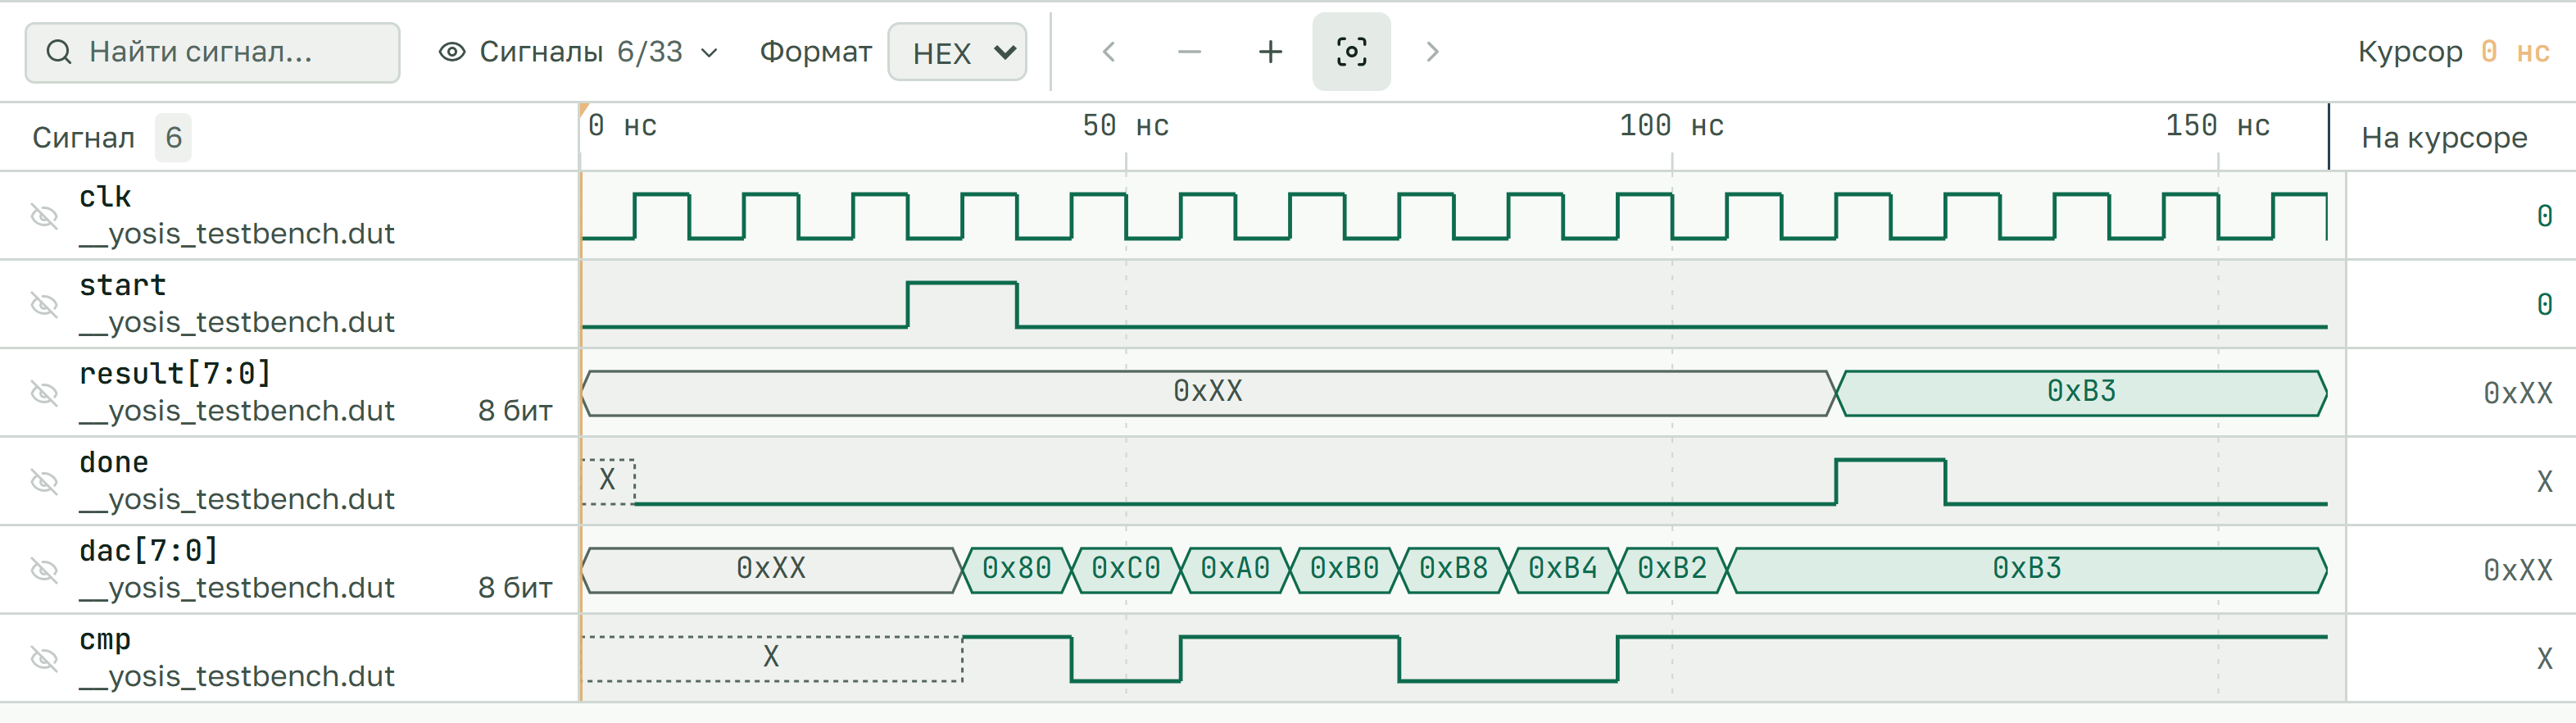 Найти сигнал... Сигналы 6/33 Формат HEX Курсор 0 нс
Сигнал 6 0 нс 50 нс 100 нс 150 нс На курсоре
clk
__yosis_testbench.dut 0
start
__yosis_testbench.dut 0
result[7:0] 0xXX 0xB3
__yosis_testbench.dut 8 бит 0xXX
done X
__yosis_testbench.dut X
dac[7:0] 0xXX 0x80 0xC0 0xA0 0xB0 0xB8 0xB4 0xB2 0xB3
__yosis_testbench.dut 8 бит 0xXX
cmp X
__yosis_testbench.dut X